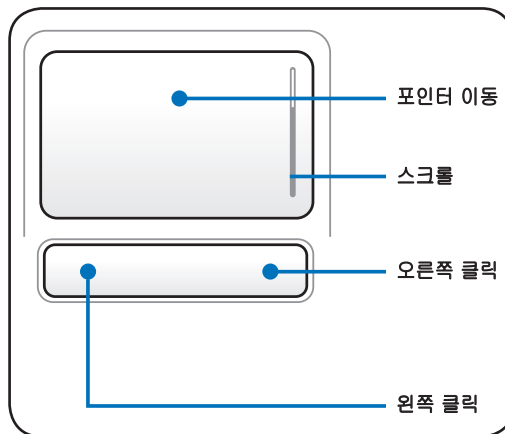 포인터 이동
스크롤
오른쪽 클릭
왼쪽 클릭